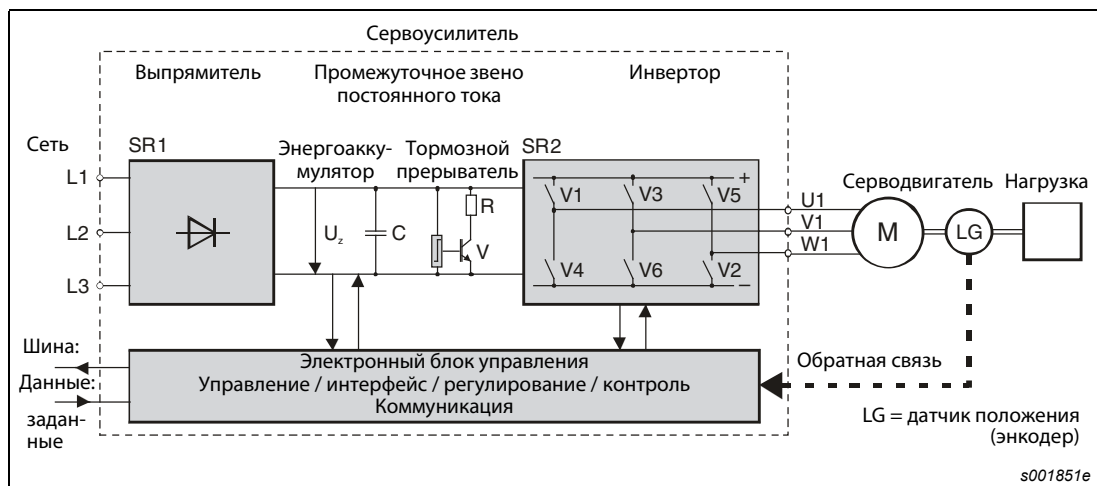 Сервоусилитель
Выпрямитель
Промежуточное звено
постоянного тока
Инвертор
Сеть
SR1
Энергоакку-
мулятор
Тормозной
прерыватель
SR2
Серводвигатель
Нагрузка
L1
L2
L3
U
z
C
R
V
+
V1
V3
V5
V4
V6
V2
–
U1
V1
W1
M
LG
Шина:
Данные:
задан-
ные
Электронный блок управления
Управление / интерфейс / регулирование / контроль
Коммуникация
Обратная связь
LG = датчик положения
(энкодер)
s001851e